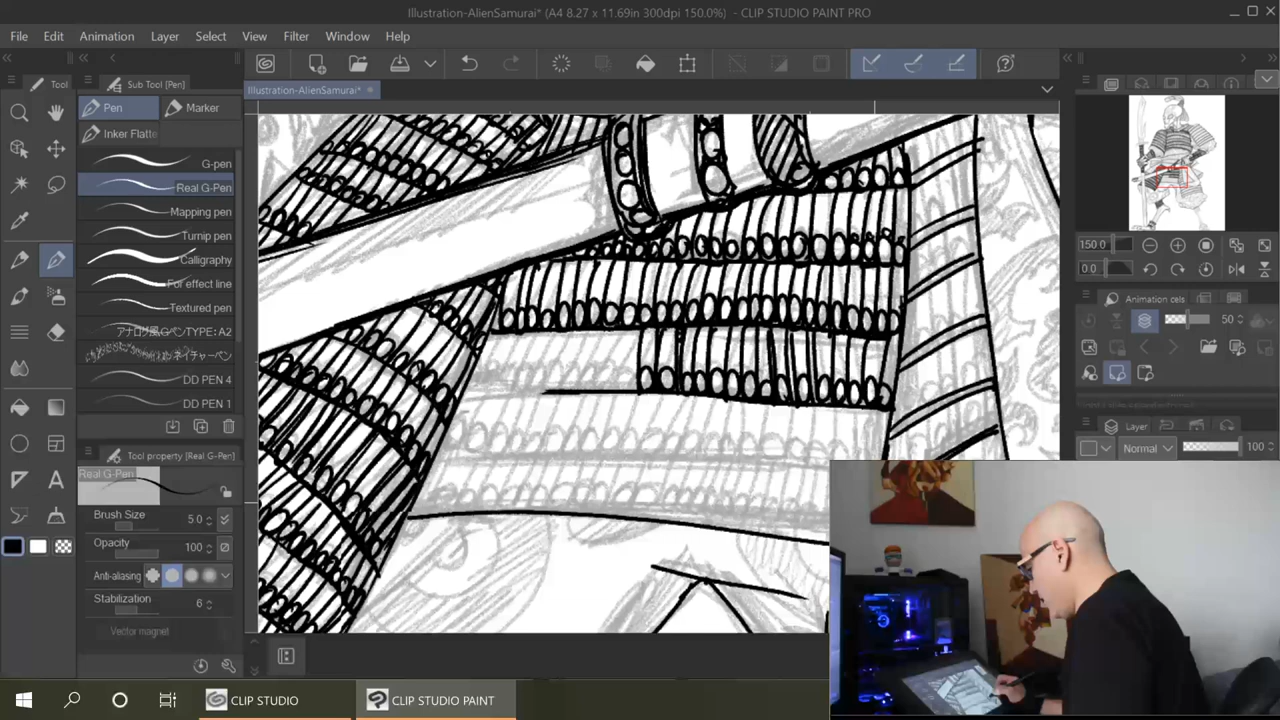 Illustration-AlienSamurai* (A4 8.27 x 11.69in 300dpi 150.0%) - CLIP STUDIO PAINT PRO
File Edit Animation Layer Select View Filter Window Help
Tool
Sub Tool [Pen]
Illustration-AlienSamurai*
Pen
Marker
Inker Flatte
G-pen
Real G-Pen
Mapping pen
Turnip pen
Calligraphy
For effect line
Textured pen
アナログ風GペンTYPE:A2
DD PEN 4
DD PEN 1
Tool property [Real G-Pen]
Real G-Pen
Brush Size 5.0
Opacity 100
Anti-aliasing
Stabilization 6
Vector magnet
150.0
0.0
Animation cels
50
Layer
Normal 100
CLIP STUDIO
CLIP STUDIO PAINT